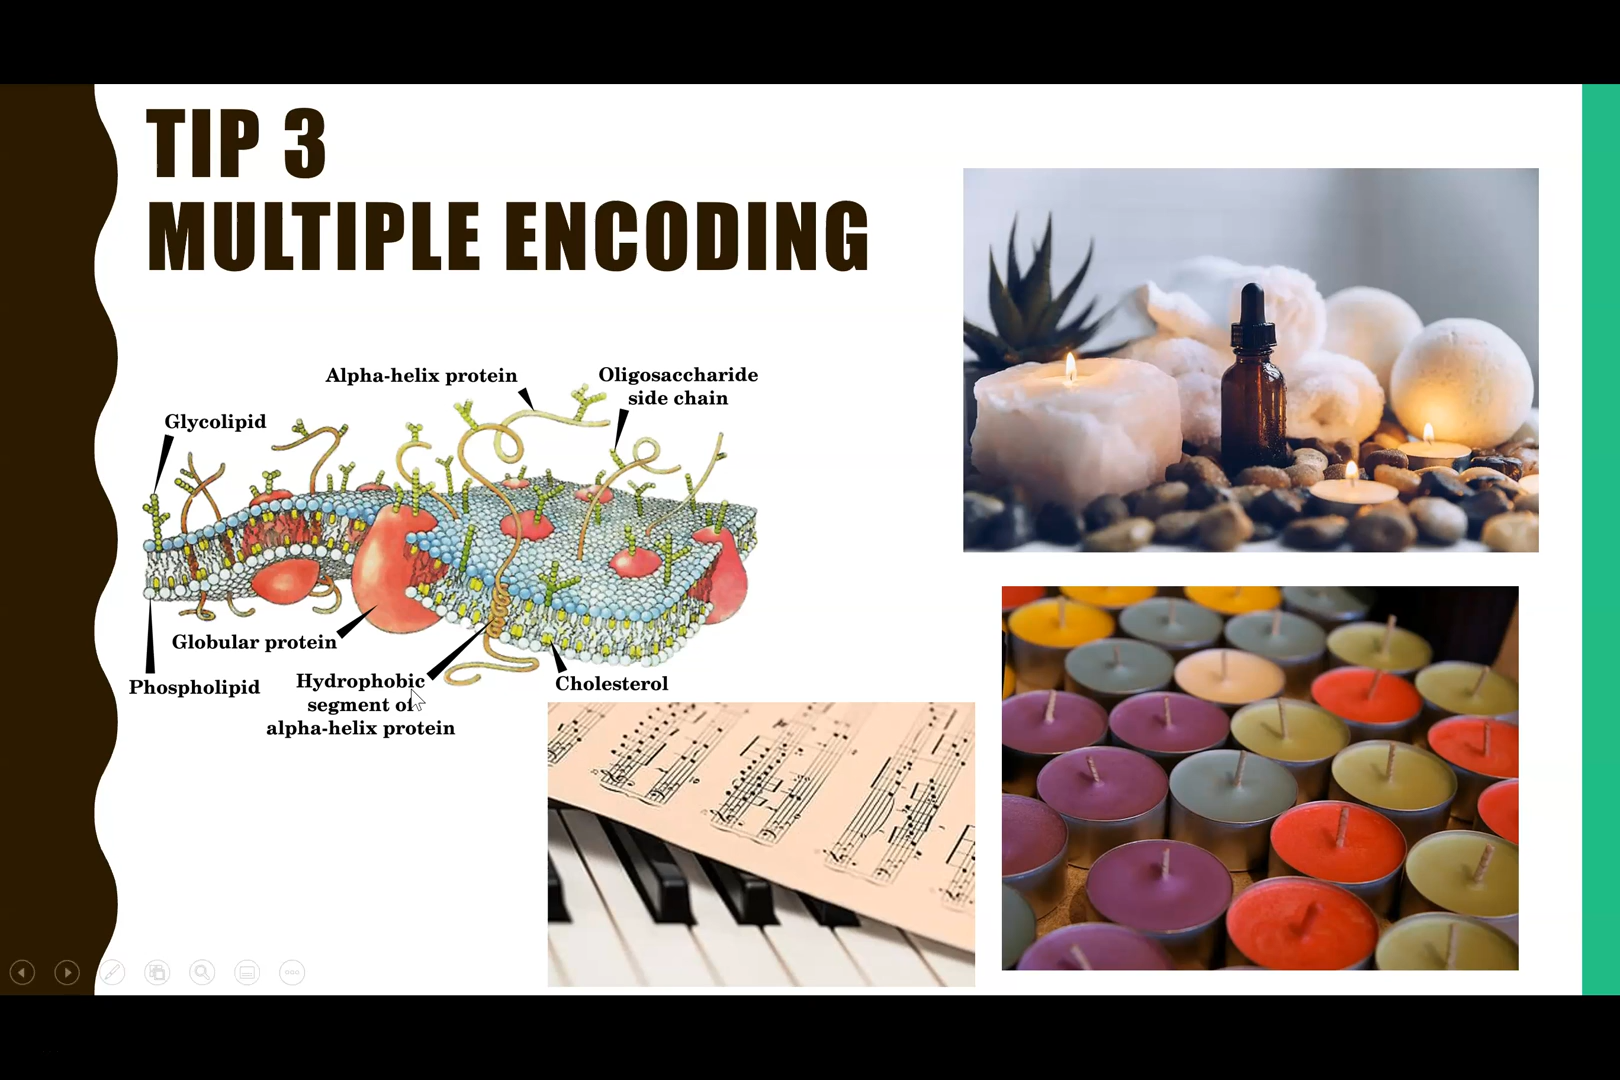 TIP 3
MULTIPLE ENCODING
Alpha-helix protein
Oligosaccharide
side chain
Glycolipid
Globular protein
Phospholipid
Hydrophobic
segment of
alpha-helix protein
Cholesterol